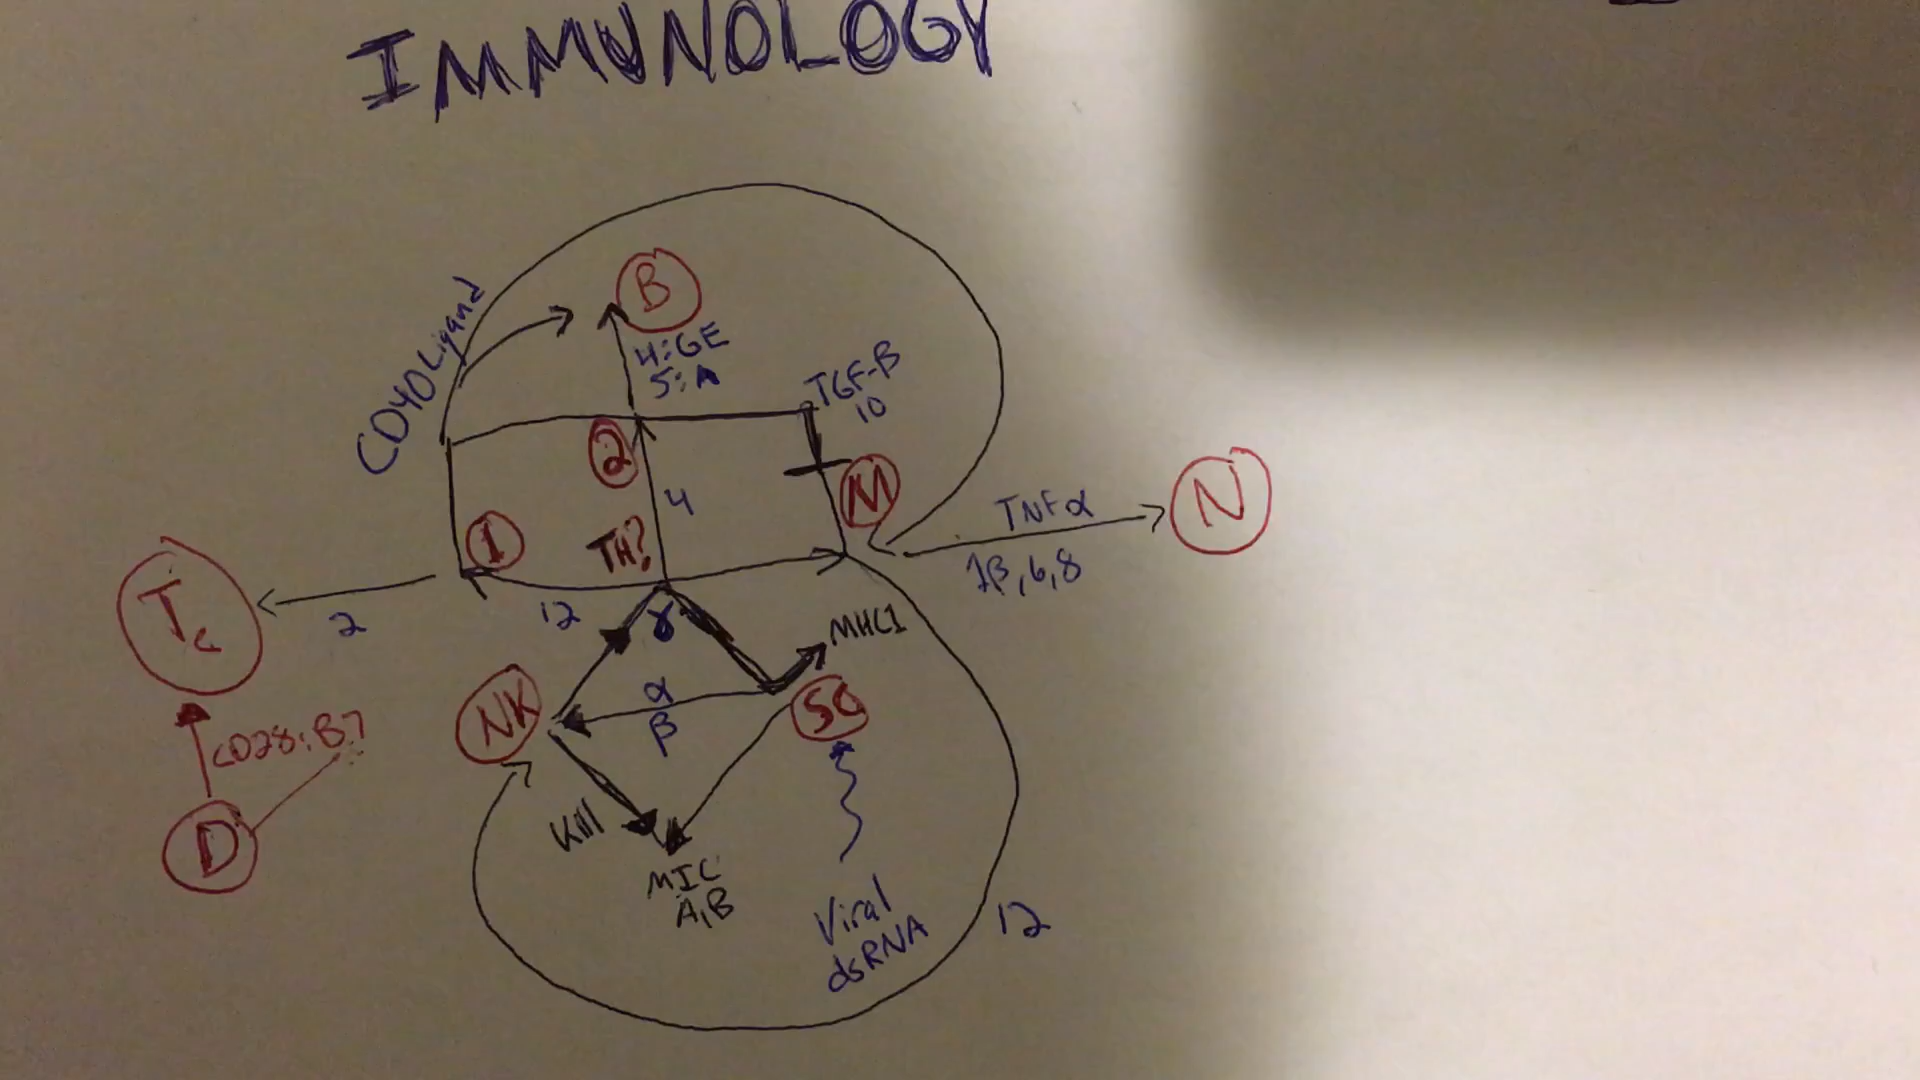 IMMUNOLOGY
B
CD40 Ligand
4:GE
5:A
TGF-β
10
2
M
4
N
TNFα
1β,6,8
1
TH?
Tc
2
12
γ
MHC1
NK
α
β
SC
CD28:B7
D
Kill
MIC
A,B
Viral
dsRNA
12